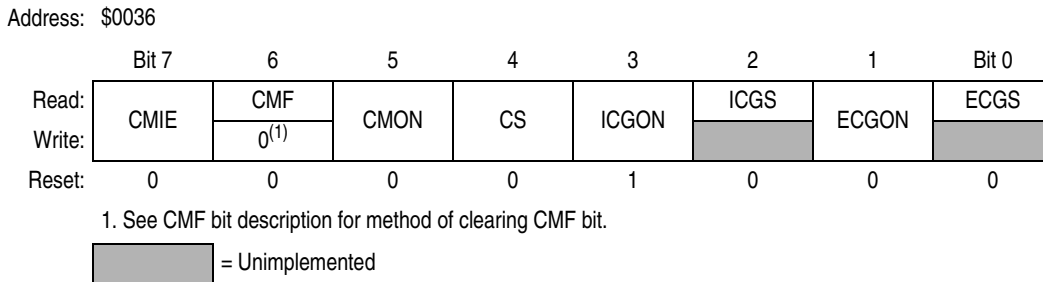 Address: $0036
Bit 7 6 5 4 3 2 1 Bit 0
Read: CMIE CMF CMON CS ICGON ICGS ECGON ECGS
Write: 0(1)
Reset: 0 0 0 0 1 0 0 0
1. See CMF bit description for method of clearing CMF bit.
= Unimplemented